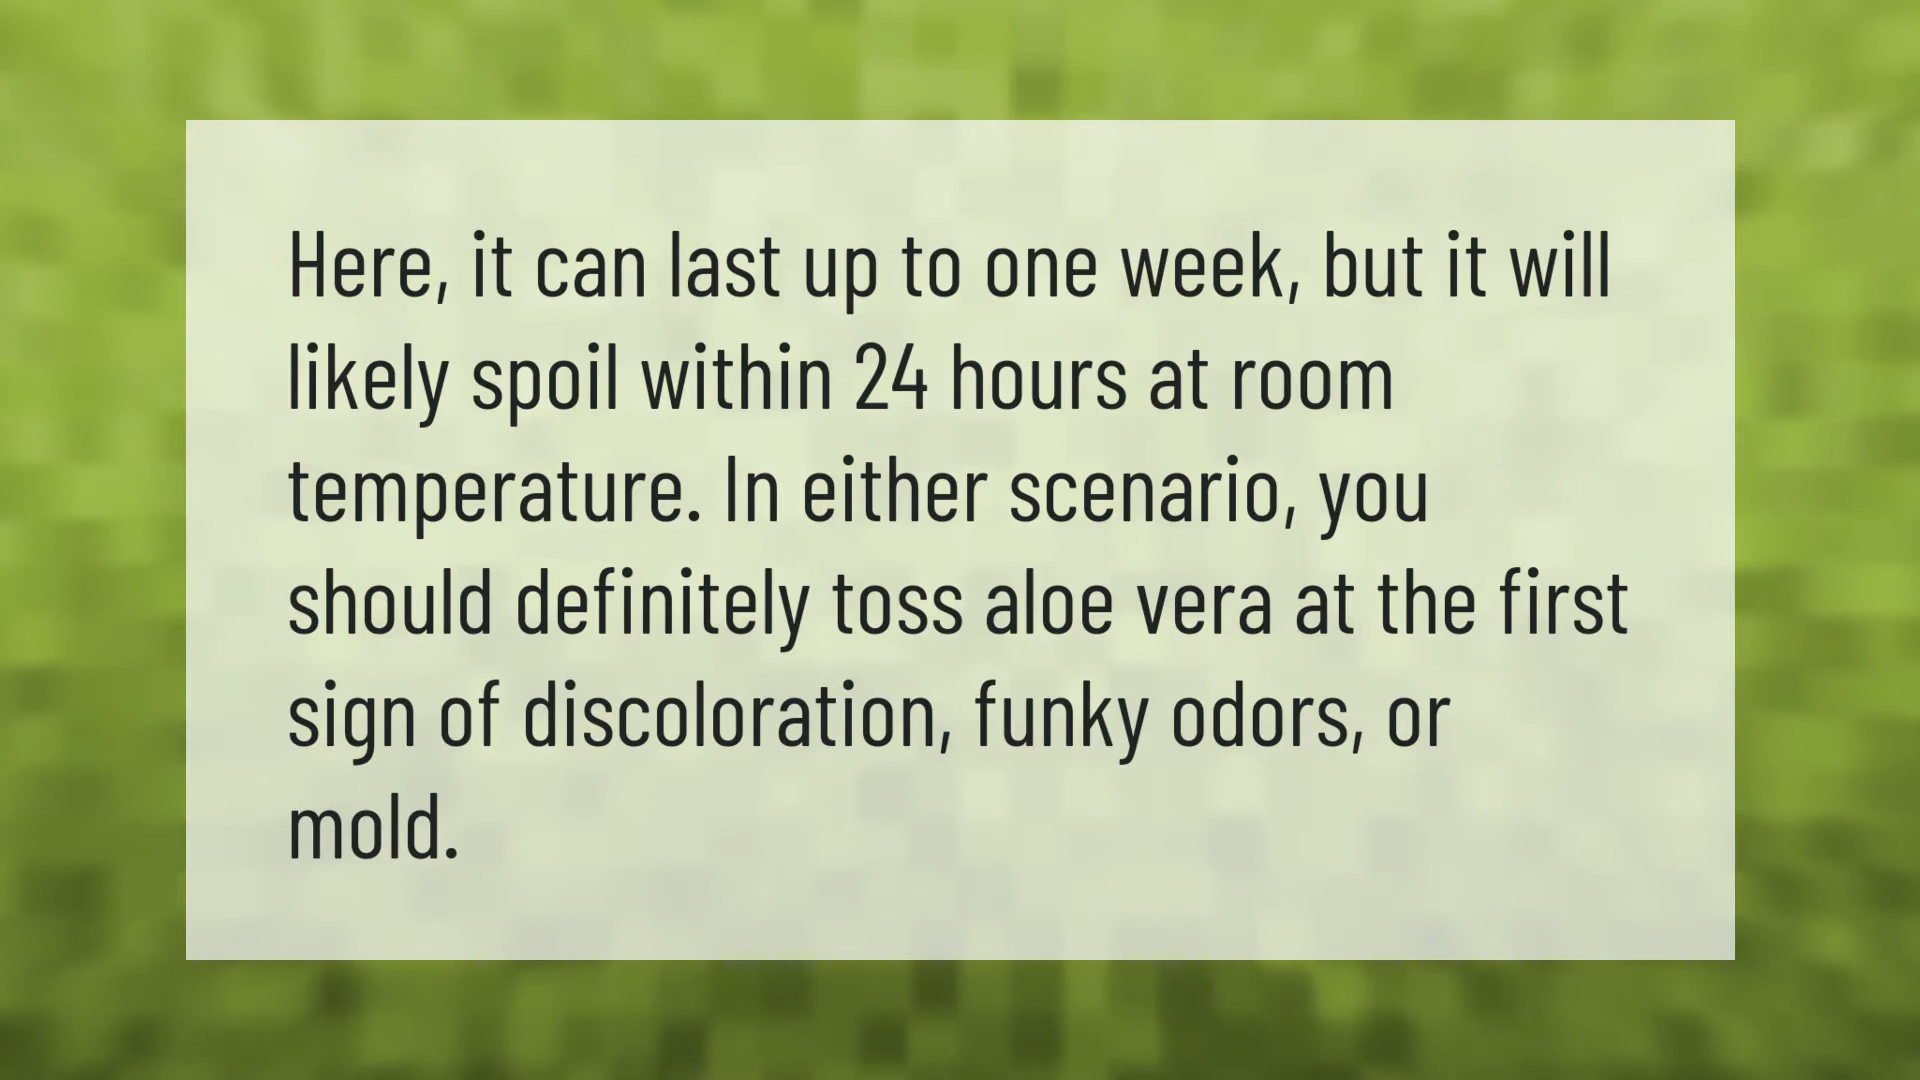 Here, it can last up to one week, but it will
likely spoil within 24 hours at room
temperature. In either scenario, you
should definitely toss aloe vera at the first
sign of discoloration, funky odors, or
mold.